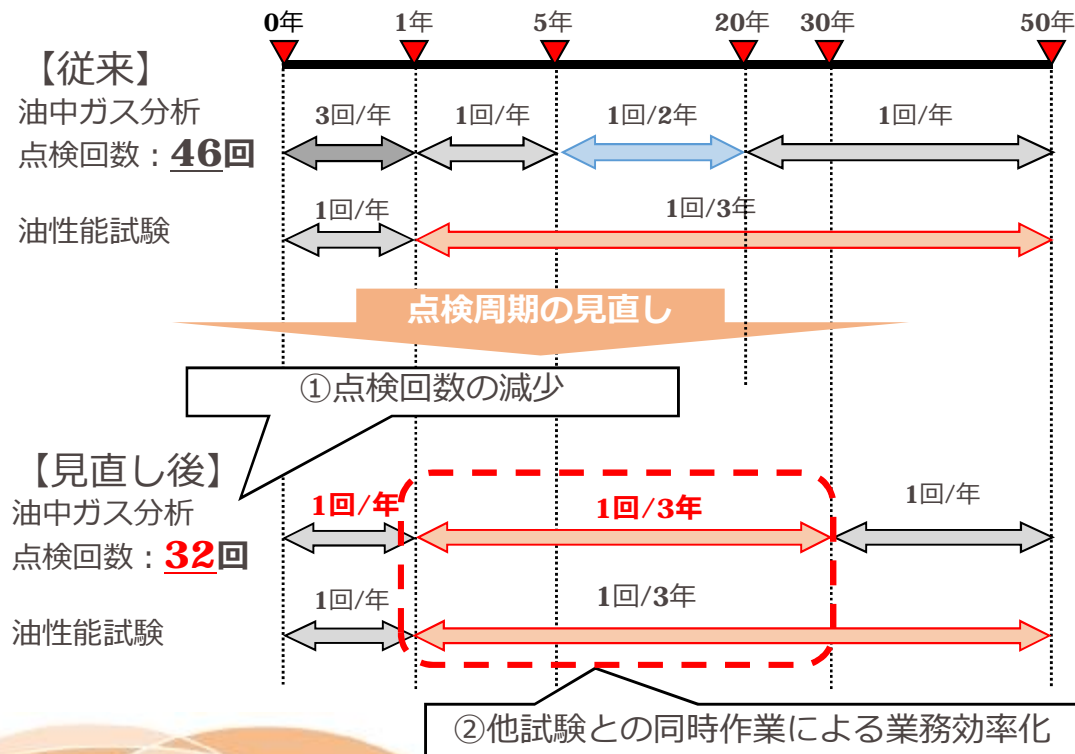 0年 1年 5年 20年 30年 50年
【従来】
油中ガス分析
3回/年 1回/年 1回/2年 1回/年
点検回数：46回
1回/年 1回/3年
油性能試験
点検周期の見直し
①点検回数の減少
【見直し後】
油中ガス分析
1回/年 1回/3年 1回/年
点検回数：32回
1回/年 1回/3年
油性能試験
②他試験との同時作業による業務効率化